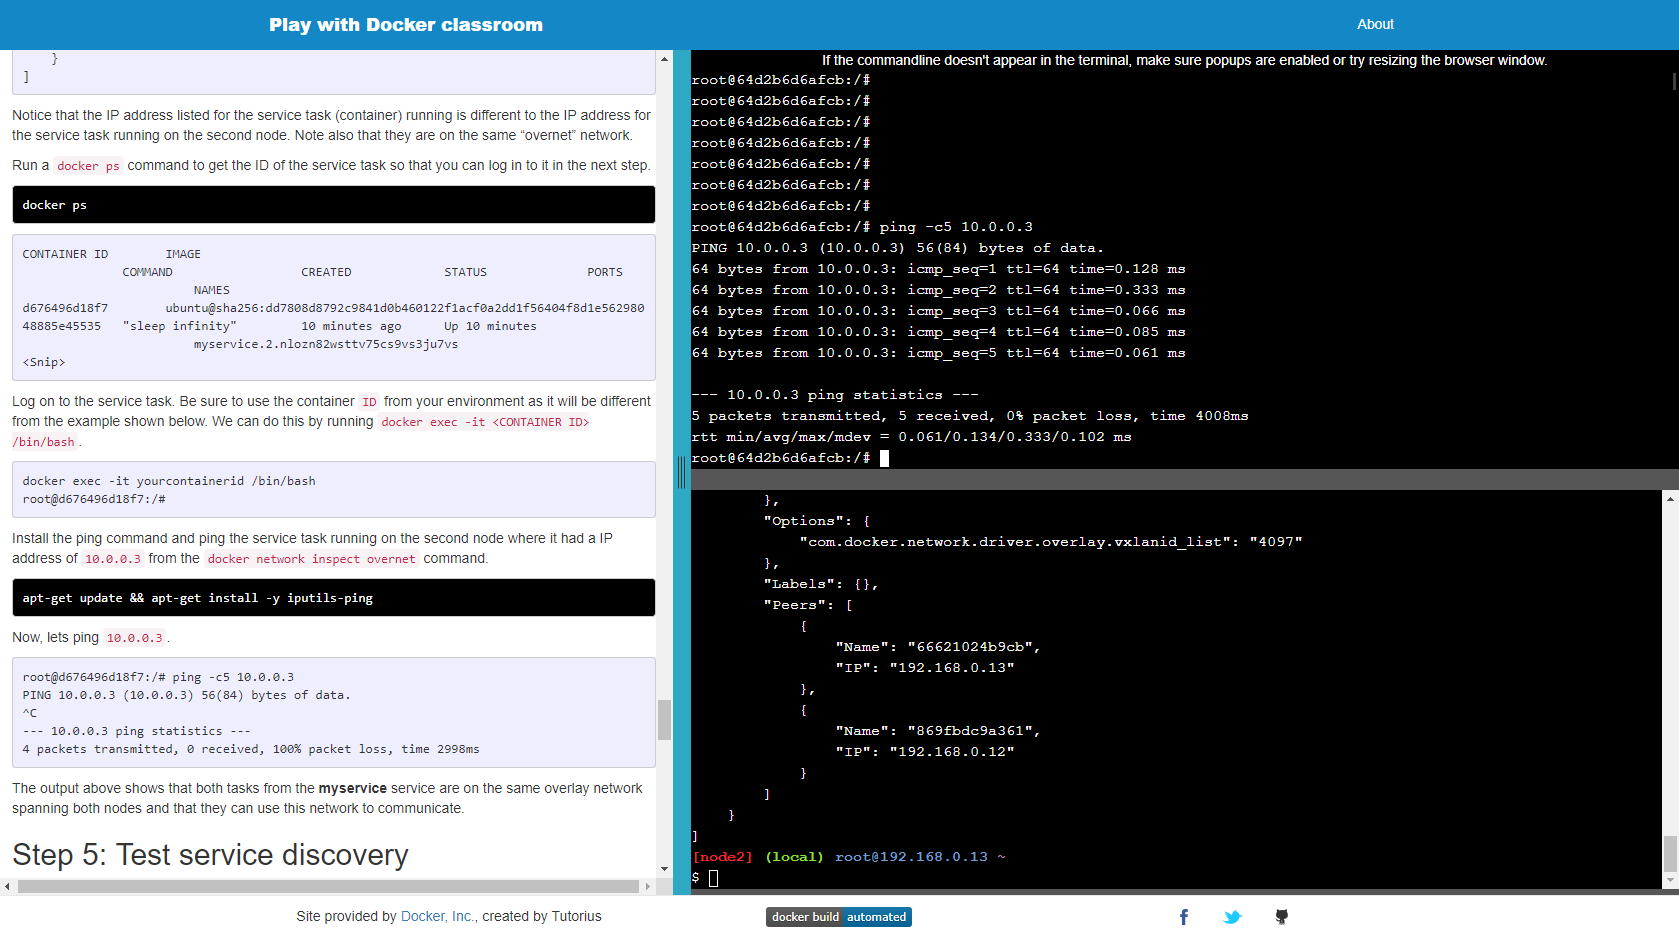 Play with Docker classroom
About
}
]
Notice that the IP address listed for the service task (container) running is different to the IP address for
the service task running on the second node. Note also that they are on the same “overnet” network.
Run a docker ps command to get the ID of the service task so that you can log in to it in the next step.
docker ps
CONTAINER ID        IMAGE
COMMAND                  CREATED             STATUS              PORTS
NAMES
d676496d18f7        ubuntu@sha256:dd7808d8792c9841d0b460122f1acf0a2dd1f56404f8d1e562980
48885e45535   "sleep infinity"         10 minutes ago      Up 10 minutes
myservice.2.nlozn82wsttv75cs9vs3ju7vs
<Snip>
Log on to the service task. Be sure to use the container ID from your environment as it will be different
from the example shown below. We can do this by running docker exec -it <CONTAINER ID>
/bin/bash .
docker exec -it yourcontainerid /bin/bash
root@d676496d18f7:/#
Install the ping command and ping the service task running on the second node where it had a IP
address of 10.0.0.3 from the docker network inspect overnet command.
apt-get update && apt-get install -y iputils-ping
Now, lets ping 10.0.0.3 .
root@d676496d18f7:/# ping -c5 10.0.0.3
PING 10.0.0.3 (10.0.0.3) 56(84) bytes of data.
^C
--- 10.0.0.3 ping statistics ---
4 packets transmitted, 0 received, 100% packet loss, time 2998ms
The output above shows that both tasks from the myservice service are on the same overlay network
spanning both nodes and that they can use this network to communicate.
Step 5: Test service discovery
If the commandline doesn't appear in the terminal, make sure popups are enabled or try resizing the browser window.
root@64d2b6d6afcb:/#
root@64d2b6d6afcb:/#
root@64d2b6d6afcb:/#
root@64d2b6d6afcb:/#
root@64d2b6d6afcb:/#
root@64d2b6d6afcb:/#
root@64d2b6d6afcb:/#
root@64d2b6d6afcb:/# ping -c5 10.0.0.3
PING 10.0.0.3 (10.0.0.3) 56(84) bytes of data.
64 bytes from 10.0.0.3: icmp_seq=1 ttl=64 time=0.128 ms
64 bytes from 10.0.0.3: icmp_seq=2 ttl=64 time=0.333 ms
64 bytes from 10.0.0.3: icmp_seq=3 ttl=64 time=0.066 ms
64 bytes from 10.0.0.3: icmp_seq=4 ttl=64 time=0.085 ms
64 bytes from 10.0.0.3: icmp_seq=5 ttl=64 time=0.061 ms
--- 10.0.0.3 ping statistics ---
5 packets transmitted, 5 received, 0% packet loss, time 4008ms
rtt min/avg/max/mdev = 0.061/0.134/0.333/0.102 ms
root@64d2b6d6afcb:/#
},
"Options": {
"com.docker.network.driver.overlay.vxlanid_list": "4097"
},
"Labels": {},
"Peers": [
{
"Name": "66621024b9cb",
"IP": "192.168.0.13"
},
{
"Name": "869fbdc9a361",
"IP": "192.168.0.12"
}
]
}
]
[node2] (local) root@192.168.0.13 ~
$
Site provided by Docker, Inc., created by Tutorius
docker build automated